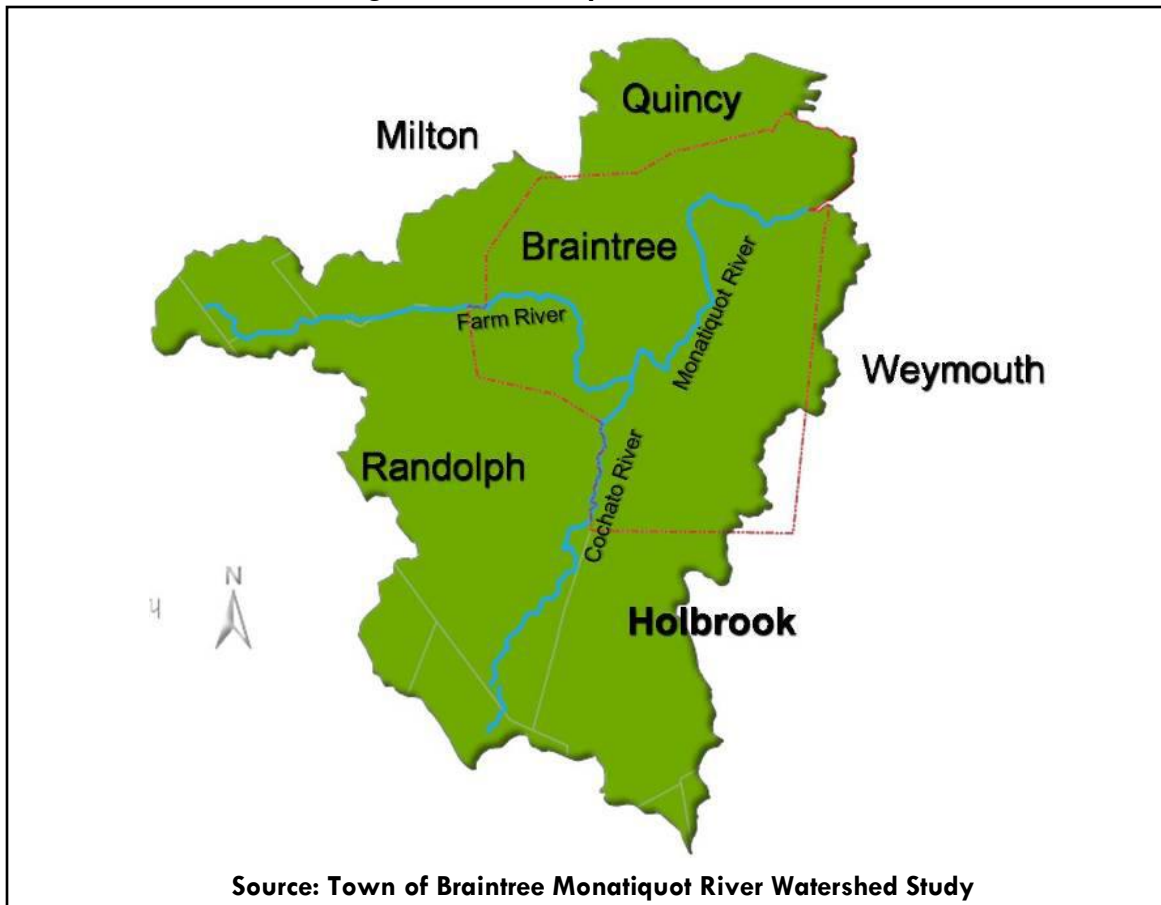 Quincy
Milton
Braintree
Monatiquot River
Farm River
Weymouth
Randolph
Cochato River
N
Holbrook
Source: Town of Braintree Monatiquot River Watershed Study